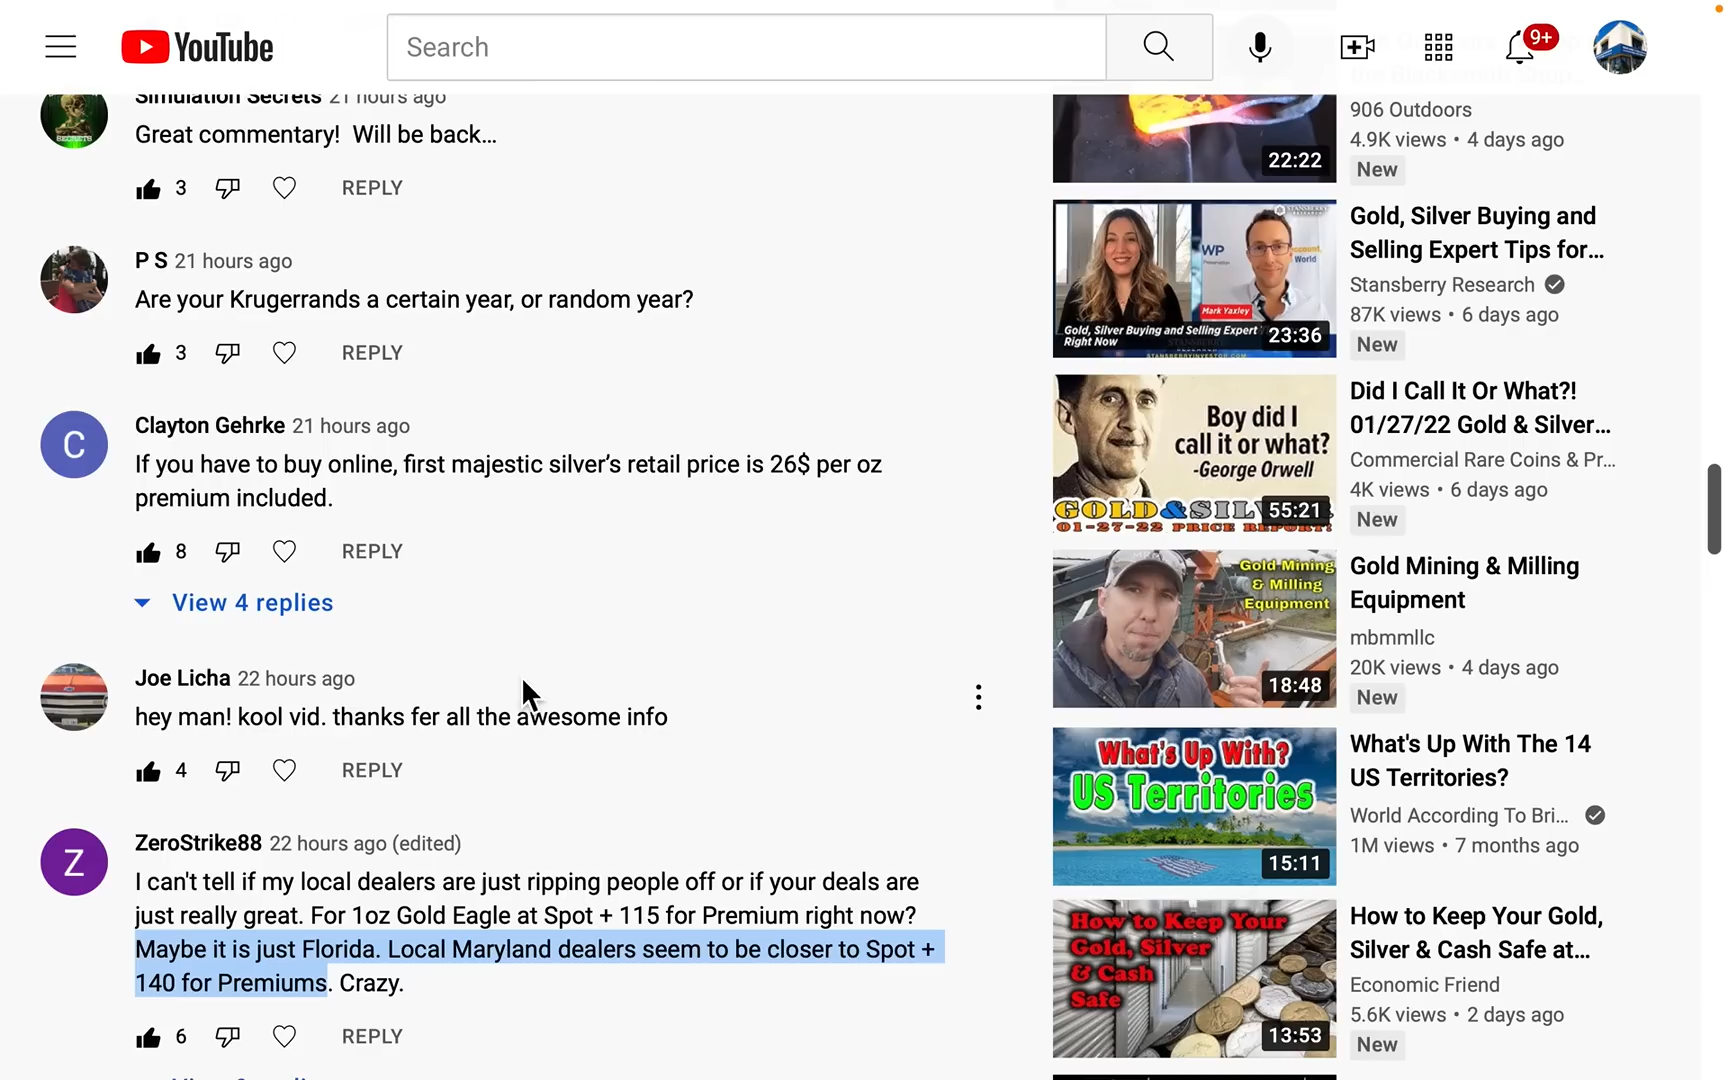 YouTube
Search
9+
Simulation Secrets 21 hours ago
Great commentary! Will be back...
3 REPLY
P S 21 hours ago
Are your Krugerrands a certain year, or random year?
3 REPLY
C
Clayton Gehrke 21 hours ago
If you have to buy online, first majestic silver’s retail price is 26$ per oz
premium included.
8 REPLY
View 4 replies
Joe Licha 22 hours ago
hey man! kool vid. thanks fer all the awesome info
4 REPLY
Z
ZeroStrike88 22 hours ago (edited)
I can't tell if my local dealers are just ripping people off or if your deals are
just really great. For 1oz Gold Eagle at Spot + 115 for Premium right now?
Maybe it is just Florida. Local Maryland dealers seem to be closer to Spot +
140 for Premiums. Crazy.
6 REPLY
22:22
906 Outdoors
4.9K views • 4 days ago
New
WP
Mark Yaxley
Gold, Silver Buying and Selling Expert
Right Now
STANSBERRYINVESTOR.COM
23:36
Gold, Silver Buying and
Selling Expert Tips for...
Stansberry Research
87K views • 6 days ago
New
Boy did I
call it or what?
-George Orwell
GOLD&SIL
01-27-22 PRICE REPORT!
55:21
Did I Call It Or What?!
01/27/22 Gold & Silver...
Commercial Rare Coins & Pr...
4K views • 6 days ago
New
Gold Mining
& Milling
Equipment
18:48
Gold Mining & Milling
Equipment
mbmmllc
20K views • 4 days ago
New
What's Up With?
US Territories
15:11
What's Up With The 14
US Territories?
World According To Bri...
1M views • 7 months ago
How to Keep Your
Gold, Silver
& Cash
Safe
13:53
How to Keep Your Gold,
Silver & Cash Safe at...
Economic Friend
5.6K views • 2 days ago
New